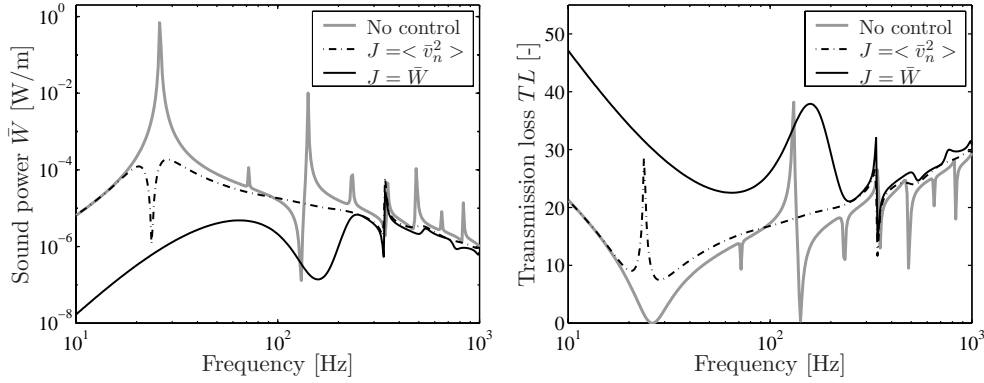 10^0
10^-2
10^-4
10^-6
10^-8
10^1
10^2
10^3
Sound power W̄ [W/m]
Frequency [Hz]
No control
J =< v̄_n^2 >
J = W̄
50
40
30
20
10
0
10^1
10^2
10^3
Transmission loss TL [-]
Frequency [Hz]
No control
J =< v̄_n^2 >
J = W̄